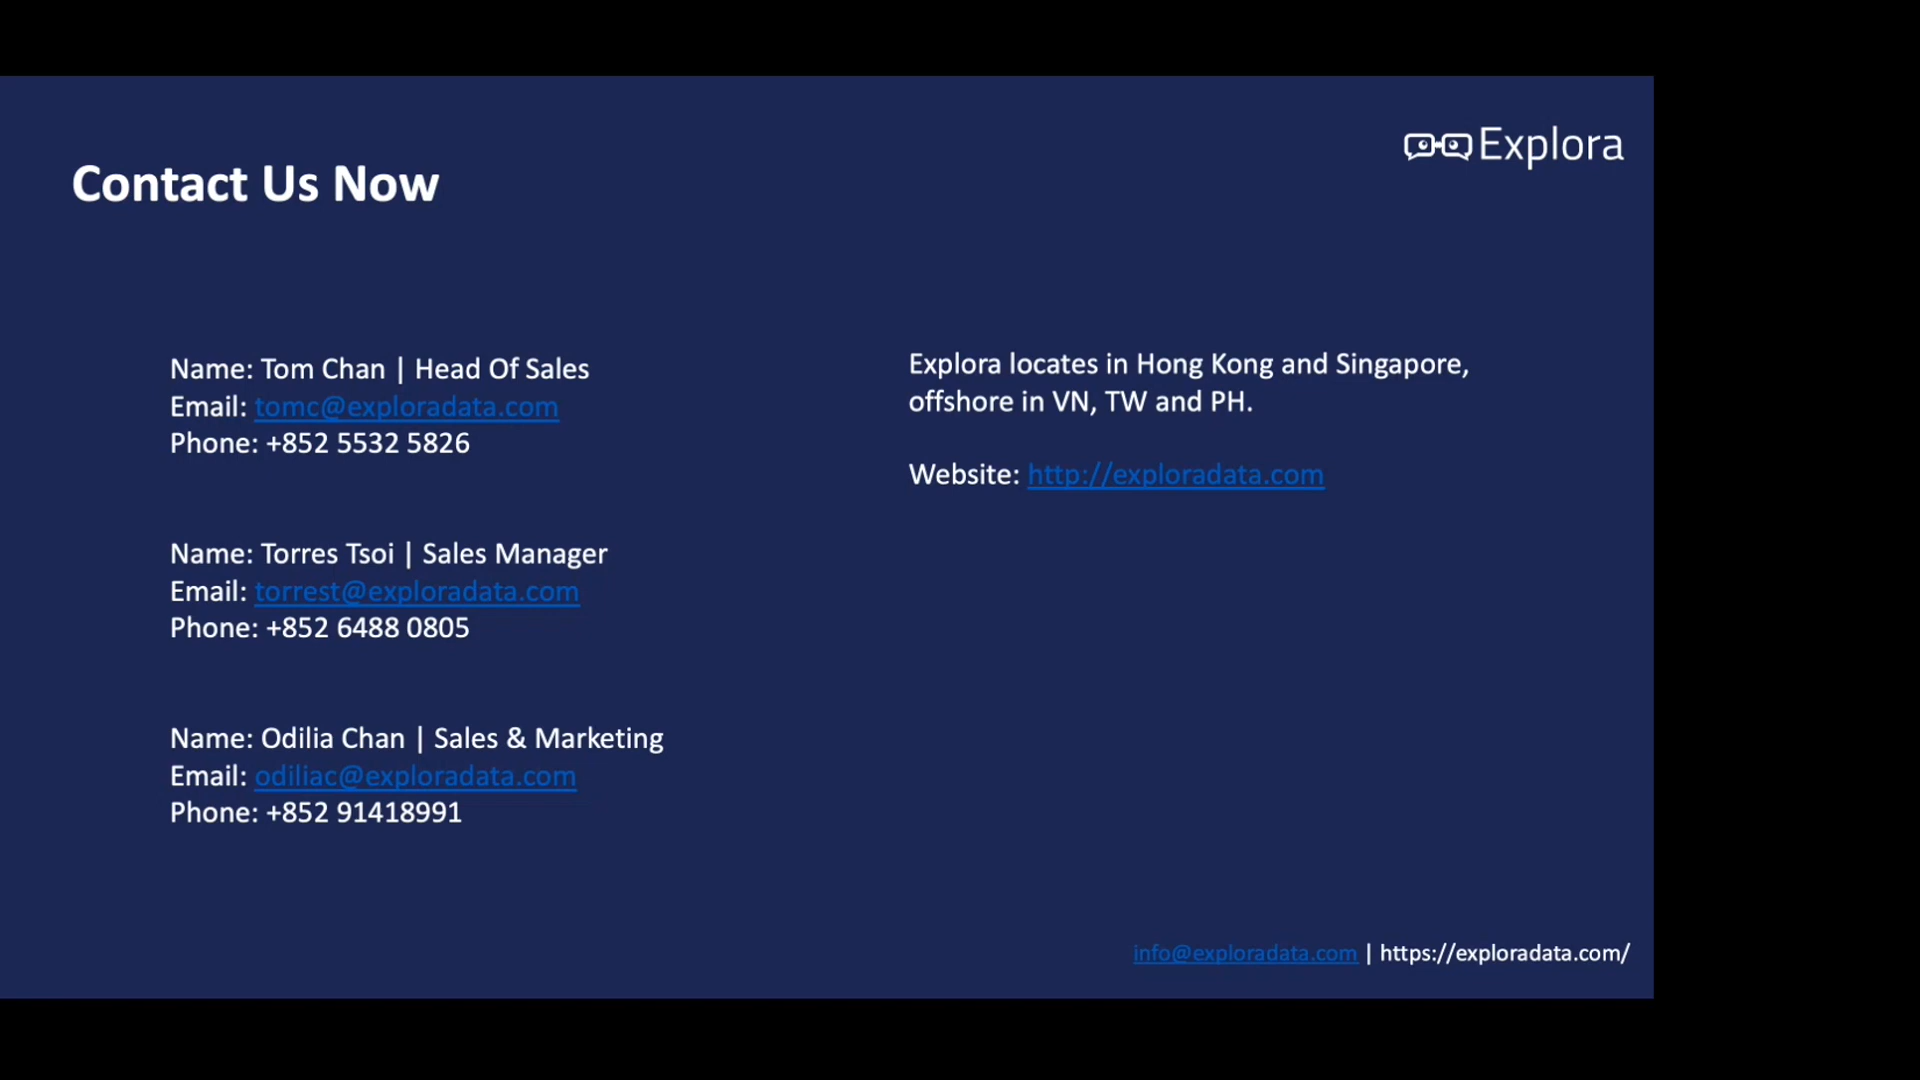 Explora
Contact Us Now
Name: Tom Chan | Head Of Sales
Email: tomc@exploradata.com
Phone: +852 5532 5826
Name: Torres Tsoi | Sales Manager
Email: torrest@exploradata.com
Phone: +852 6488 0805
Name: Odilia Chan | Sales & Marketing
Email: odiliac@exploradata.com
Phone: +852 91418991
Explora locates in Hong Kong and Singapore,
offshore in VN, TW and PH.
Website: http://exploradata.com
info@exploradata.com | https://exploradata.com/